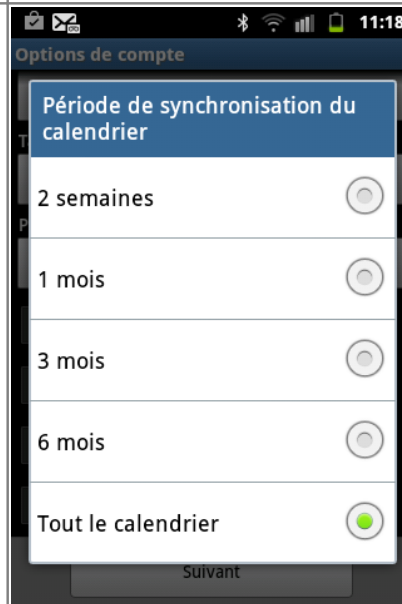 11:18
Options de compte
Période de synchronisation du
calendrier
T
P
2 semaines
1 mois
3 mois
6 mois
Tout le calendrier
Suivant